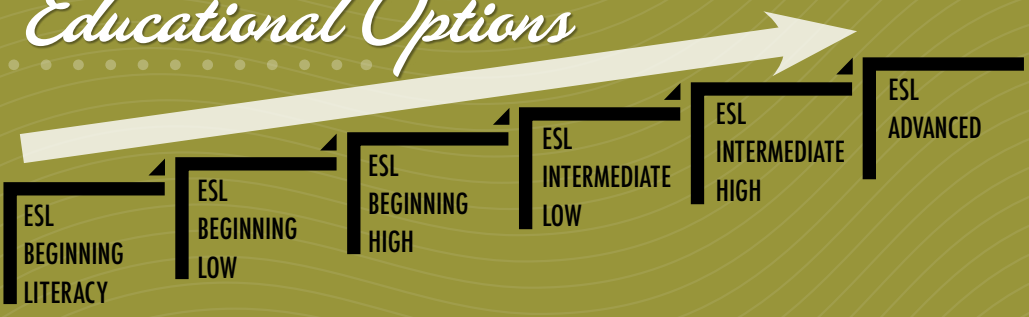 Educational Options
ESL
BEGINNING
LITERACY
ESL
BEGINNING
LOW
ESL
BEGINNING
HIGH
ESL
INTERMEDIATE
LOW
ESL
INTERMEDIATE
HIGH
ESL
ADVANCED